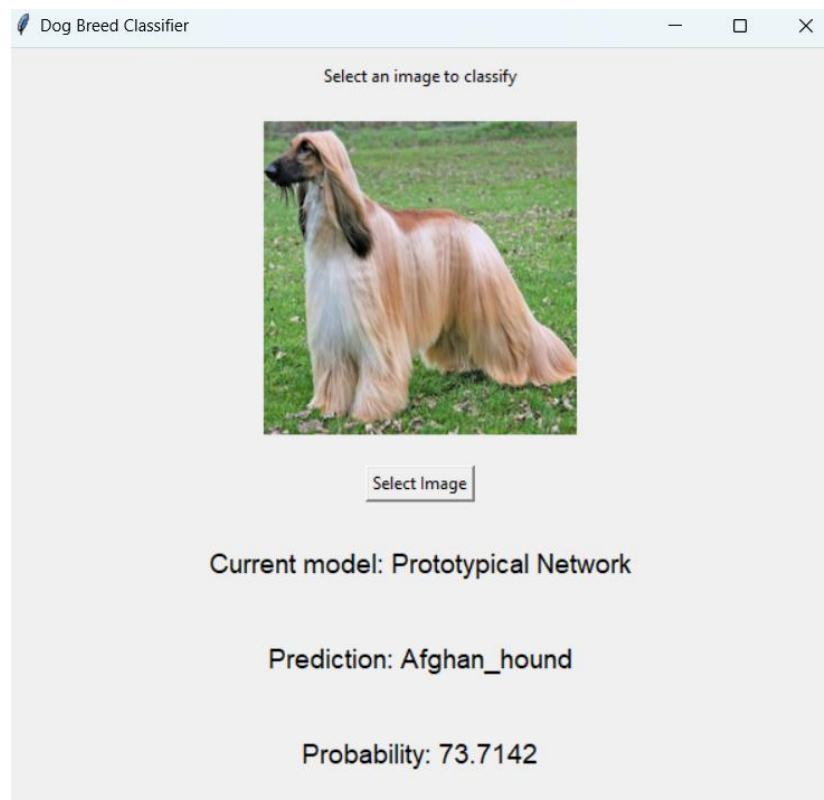 Dog Breed Classifier
Select an image to classify
Select Image
Current model: Prototypical Network
Prediction: Afghan_hound
Probability: 73.7142